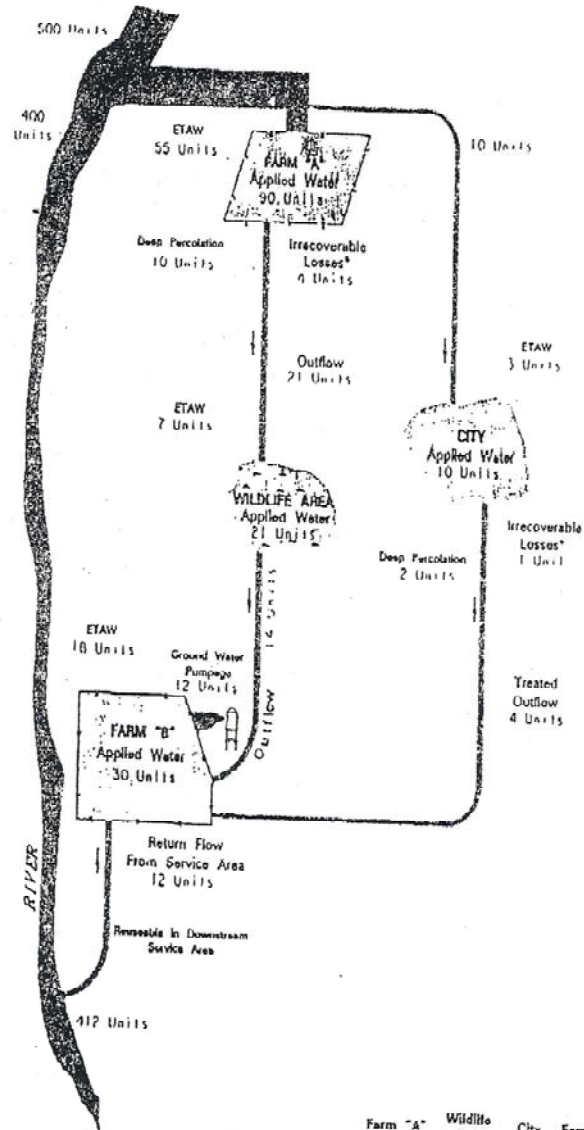 500 Units
400
Units
ETAW
55 Units
FARM "A"
Applied Water
90 Units
10 Units
Deep Percolation
10 Units
Irrecoverable
Losses*
4 Units
Outflow
21 Units
ETAW
3 Units
ETAW
7 Units
CITY
Applied Water
10 Units
WILDLIFE AREA
Applied Water
21 Units
Irrecoverable
Losses*
1 Unit
Deep Percolation
2 Units
14 Units
Outflow
ETAW
18 Units
Ground Water
Pumpage
12 Units
Treated
Outflow
4 Units
FARM "B"
Applied Water
30 Units
Return Flow
From Service Area
12 Units
RIVER
Reuseable In Downstream
Service Area
412 Units
Farm "A" Wildlife City